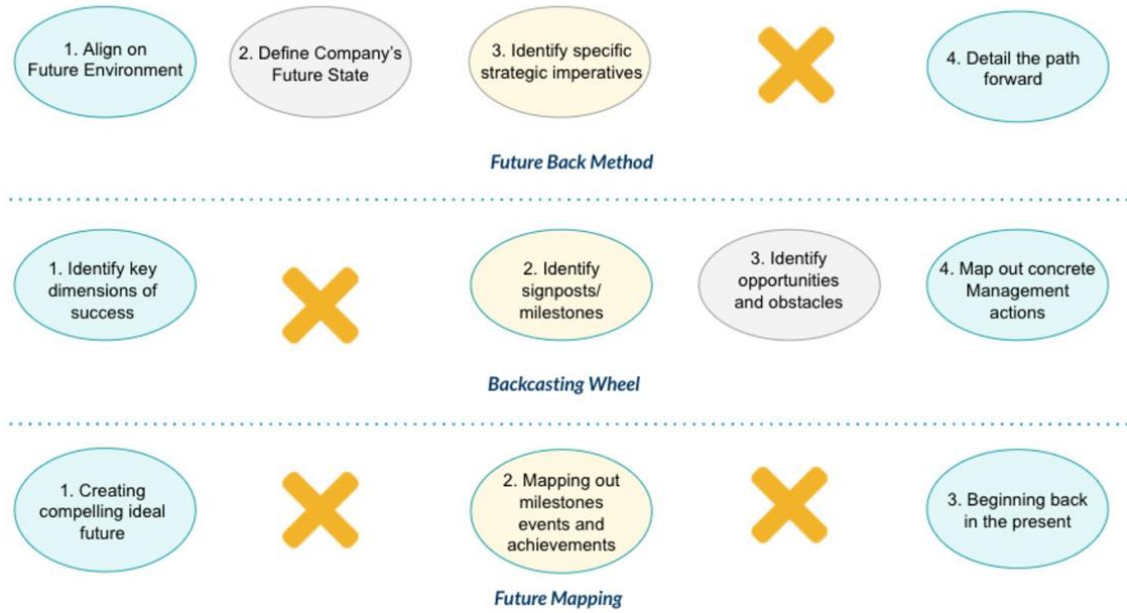 1. Align on
Future Environment
2. Define Company's
Future State
3. Identify specific
strategic imperatives
4. Detail the path
forward
Future Back Method
1. Identify key
dimensions of
success
2. Identify
signposts/
milestones
3. Identify
opportunities
and obstacles
4. Map out concrete
Management
actions
Backcasting Wheel
1. Creating
compelling ideal
future
2. Mapping out
milestones
events and
achievements
3. Beginning back
in the present
Future Mapping